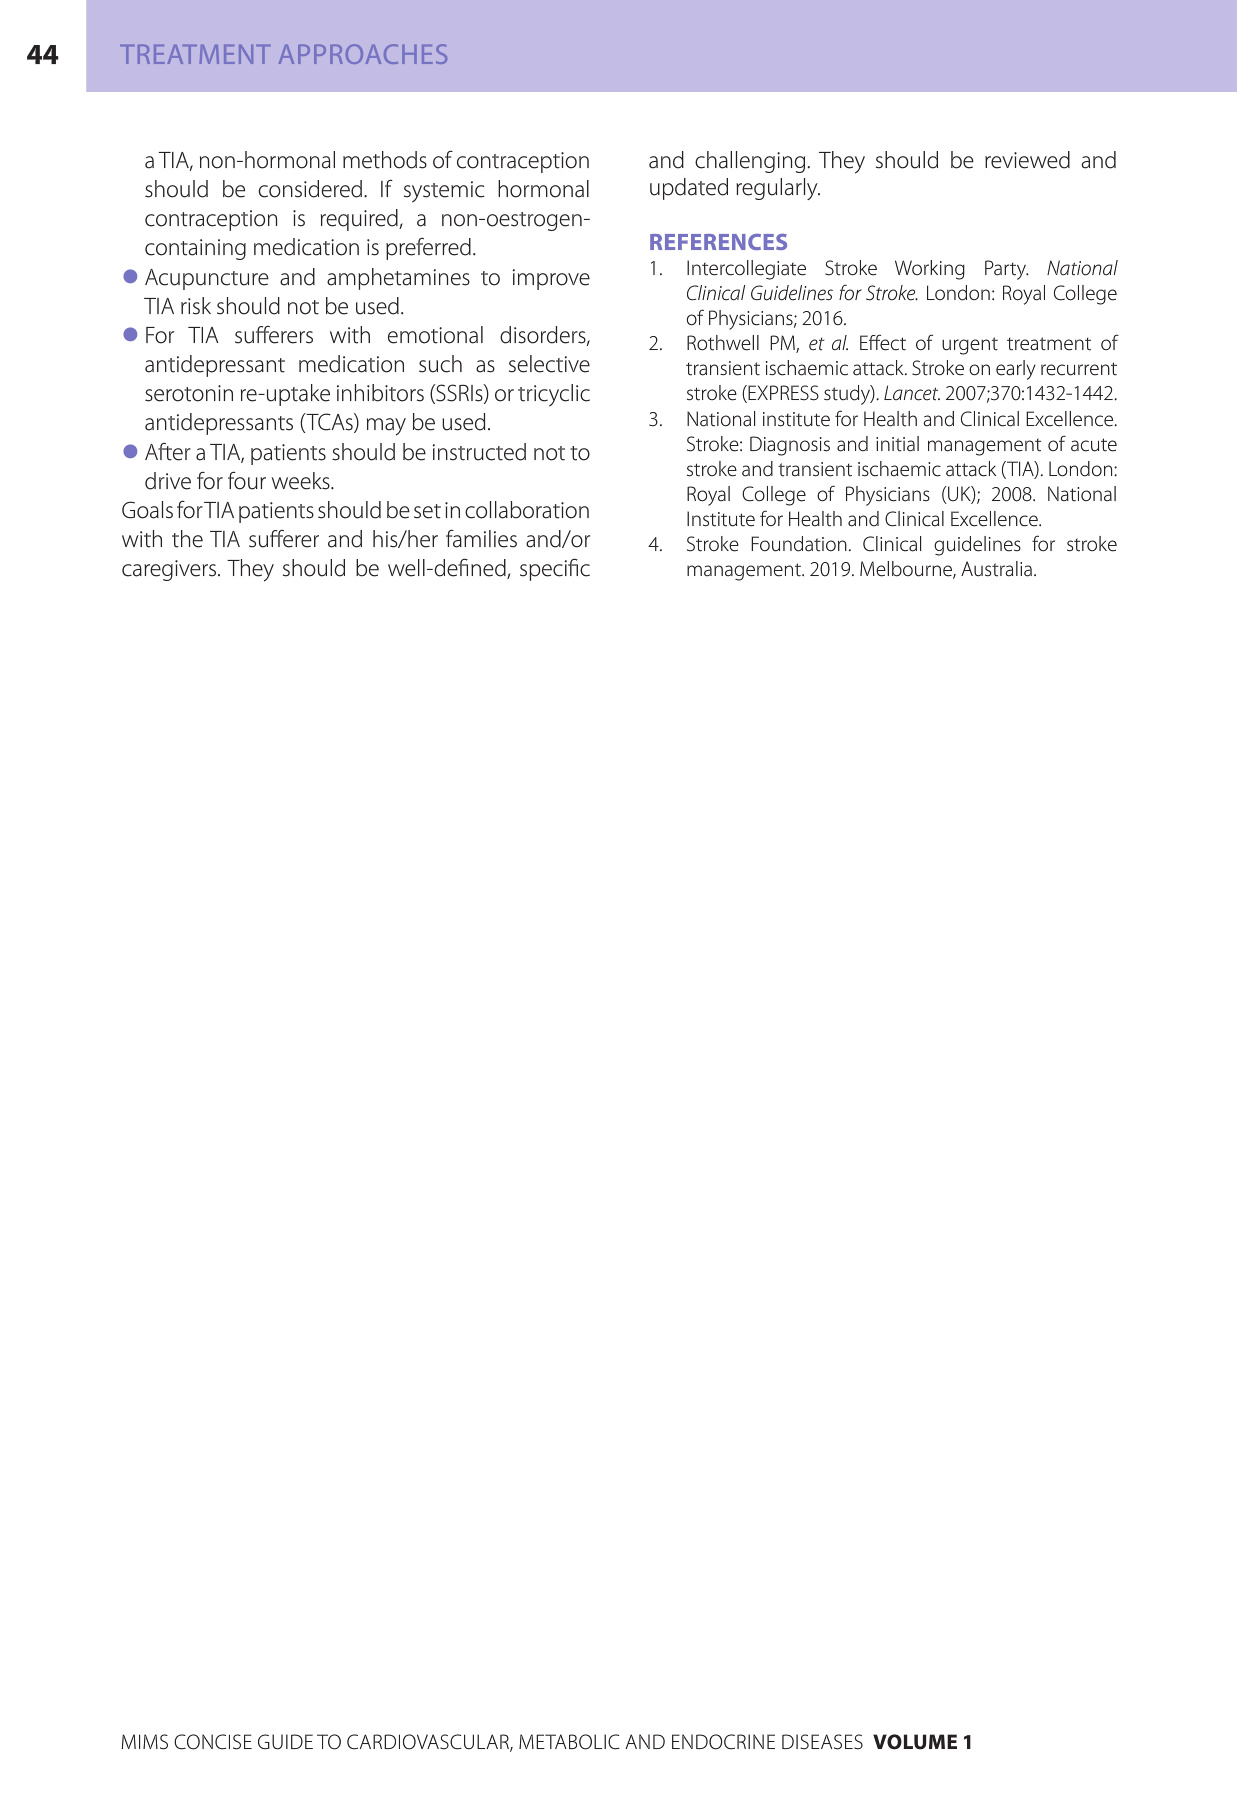 44
TREATMENT APPROACHES
a TIA, non-hormonal methods of contraception
should be considered. If systemic hormonal
contraception is required, a non-oestrogen-
containing medication is preferred.
● Acupuncture and amphetamines to improve
TIA risk should not be used.
● For TIA sufferers with emotional disorders,
antidepressant medication such as selective
serotonin re-uptake inhibitors (SSRIs) or tricyclic
antidepressants (TCAs) may be used.
● After a TIA, patients should be instructed not to
drive for four weeks.
Goals for TIA patients should be set in collaboration
with the TIA sufferer and his/her families and/or
caregivers. They should be well-defined, specific
and challenging. They should be reviewed and
updated regularly.
REFERENCES
1. Intercollegiate Stroke Working Party. National
Clinical Guidelines for Stroke. London: Royal College
of Physicians; 2016.
2. Rothwell PM, et al. Effect of urgent treatment of
transient ischaemic attack. Stroke on early recurrent
stroke (EXPRESS study). Lancet. 2007;370:1432-1442.
3. National institute for Health and Clinical Excellence.
Stroke: Diagnosis and initial management of acute
stroke and transient ischaemic attack (TIA). London:
Royal College of Physicians (UK); 2008. National
Institute for Health and Clinical Excellence.
4. Stroke Foundation. Clinical guidelines for stroke
management. 2019. Melbourne, Australia.
MIMS CONCISE GUIDE TO CARDIOVASCULAR, METABOLIC AND ENDOCRINE DISEASES VOLUME 1